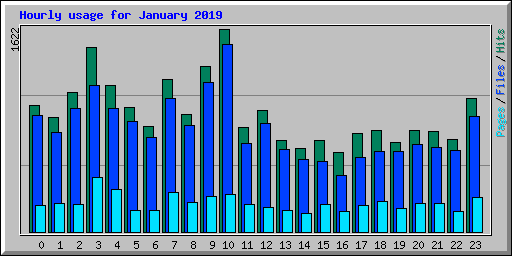 Hourly usage for January 2019
1622
Pages/Files/Hits
0 1 2 3 4 5 6 7 8 9 10 11 12 13 14 15 16 17 18 19 20 21 22 23